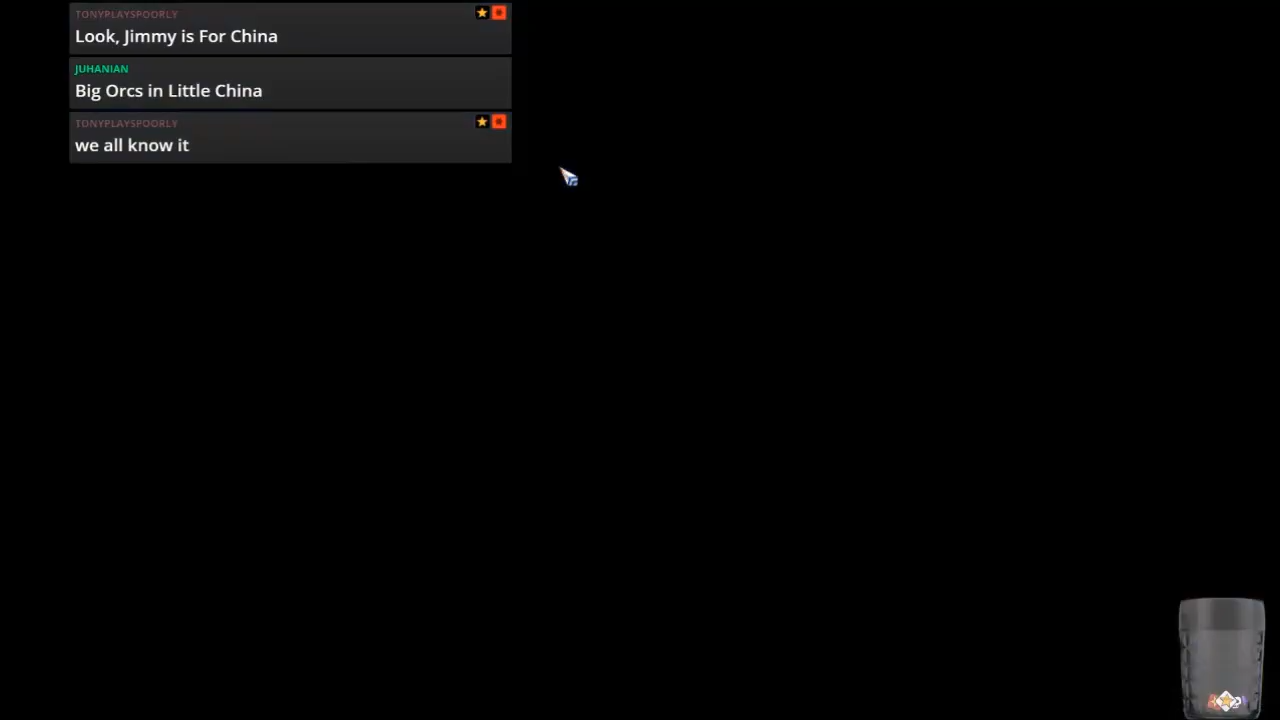 TONYPLAYSPOORLY
Look, Jimmy is For China
JUHANIAN
Big Orcs in Little China
TONYPLAYSPOORLY
we all know it